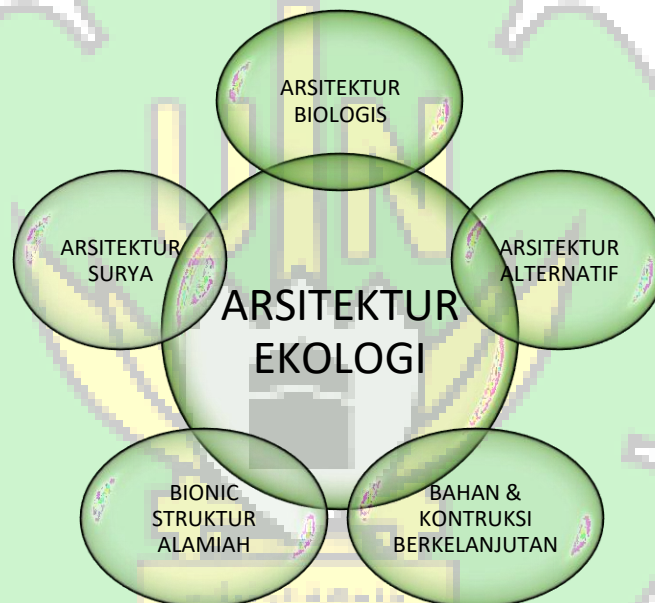 ARSITEKTUR
BIOLOGIS
ARSITEKTUR
SURYA
ARSITEKTUR
ALTERNATIF
ARSITEKTUR
EKOLOGI
BIONIC
STRUKTUR
ALAMIAH
BAHAN &
KONTRUKSI
BERKELANJUTAN